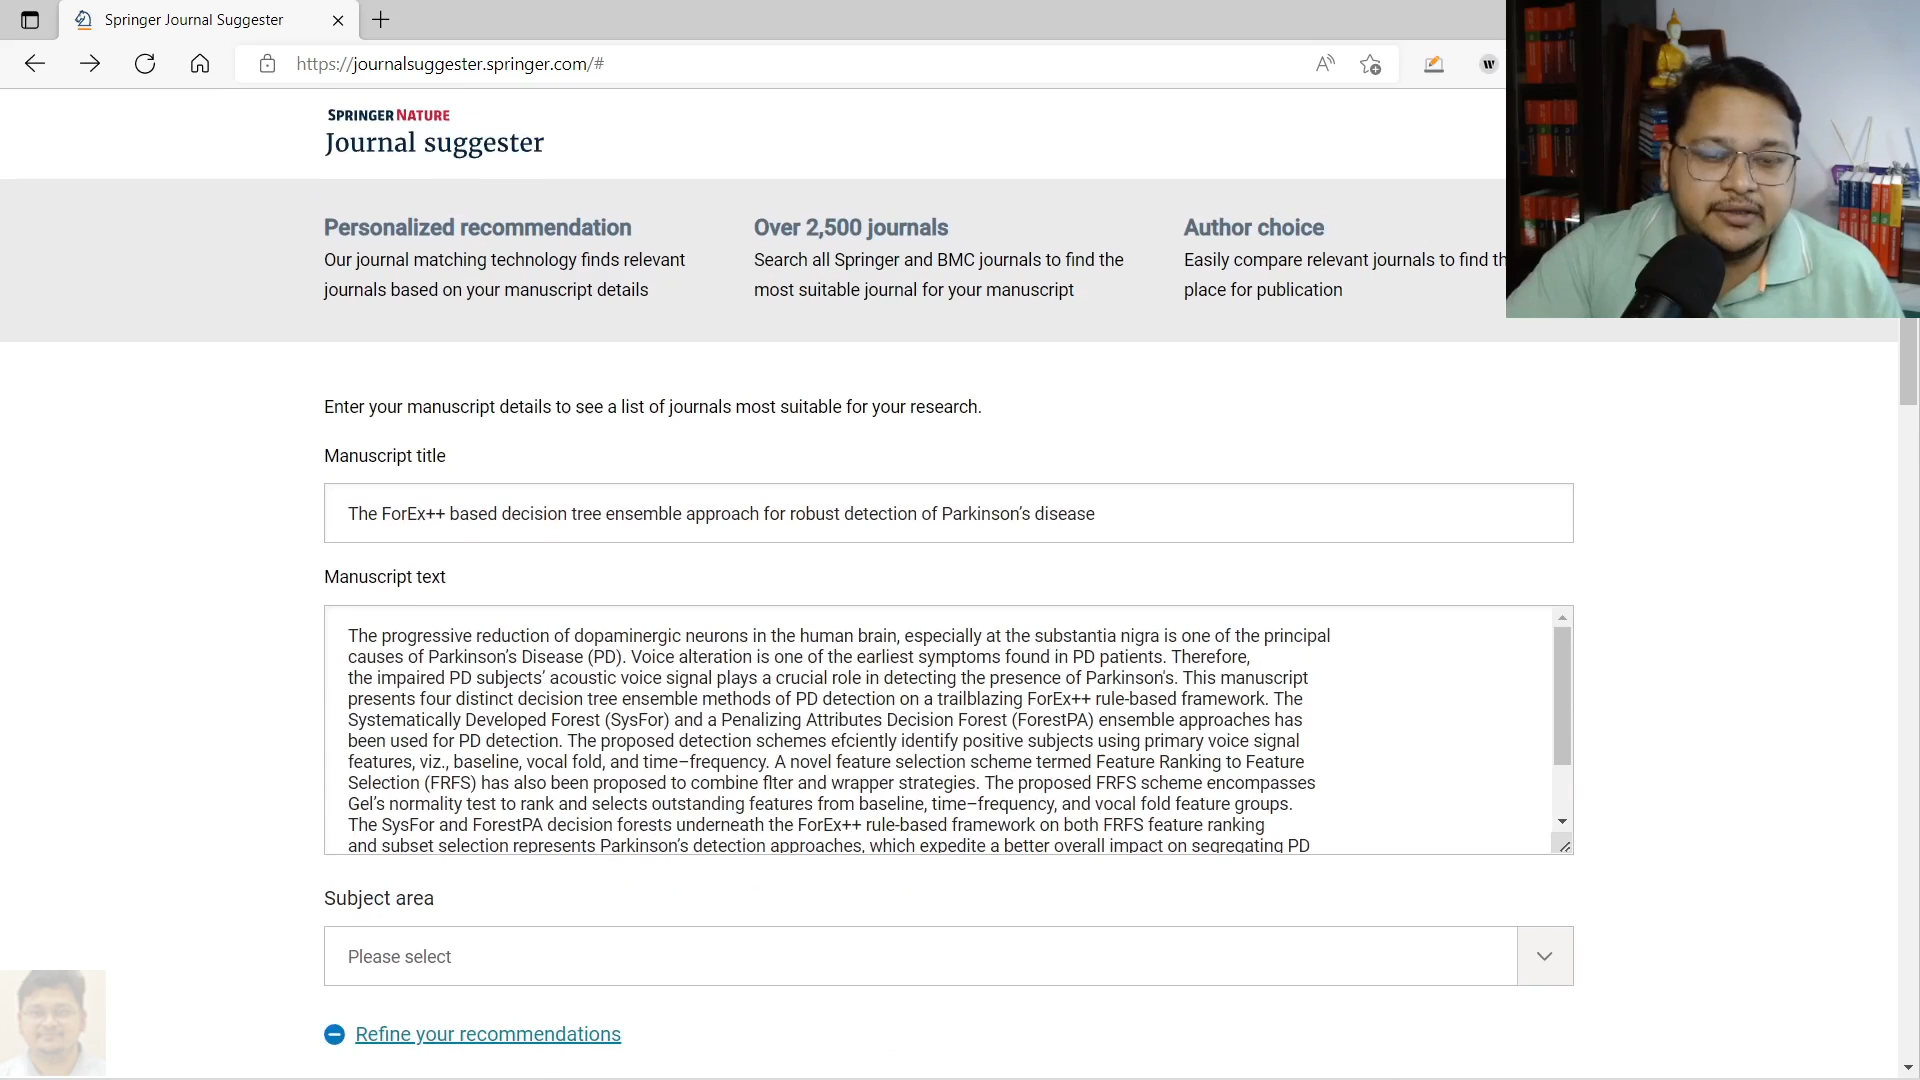 Springer Journal Suggester
https://journalsuggester.springer.com/#
W
SPRINGER NATURE
Journal suggester
Personalized recommendation
Our journal matching technology finds relevant
journals based on your manuscript details
Over 2,500 journals
Search all Springer and BMC journals to find the
most suitable journal for your manuscript
Author choice
Easily compare relevant journals to find th
place for publication
Enter your manuscript details to see a list of journals most suitable for your research.
Manuscript title
The ForEx++ based decision tree ensemble approach for robust detection of Parkinson’s disease
Manuscript text
The progressive reduction of dopaminergic neurons in the human brain, especially at the substantia nigra is one of the principal
causes of Parkinson’s Disease (PD). Voice alteration is one of the earliest symptoms found in PD patients. Therefore,
the impaired PD subjects’ acoustic voice signal plays a crucial role in detecting the presence of Parkinson's. This manuscript
presents four distinct decision tree ensemble methods of PD detection on a trailblazing ForEx++ rule-based framework. The
Systematically Developed Forest (SysFor) and a Penalizing Attributes Decision Forest (ForestPA) ensemble approaches has
been used for PD detection. The proposed detection schemes efciently identify positive subjects using primary voice signal
features, viz., baseline, vocal fold, and time–frequency. A novel feature selection scheme termed Feature Ranking to Feature
Selection (FRFS) has also been proposed to combine flter and wrapper strategies. The proposed FRFS scheme encompasses
Gel’s normality test to rank and selects outstanding features from baseline, time–frequency, and vocal fold feature groups.
The SysFor and ForestPA decision forests underneath the ForEx++ rule-based framework on both FRFS feature ranking
and subset selection represents Parkinson’s detection approaches, which expedite a better overall impact on segregating PD
Subject area
Please select
Refine your recommendations